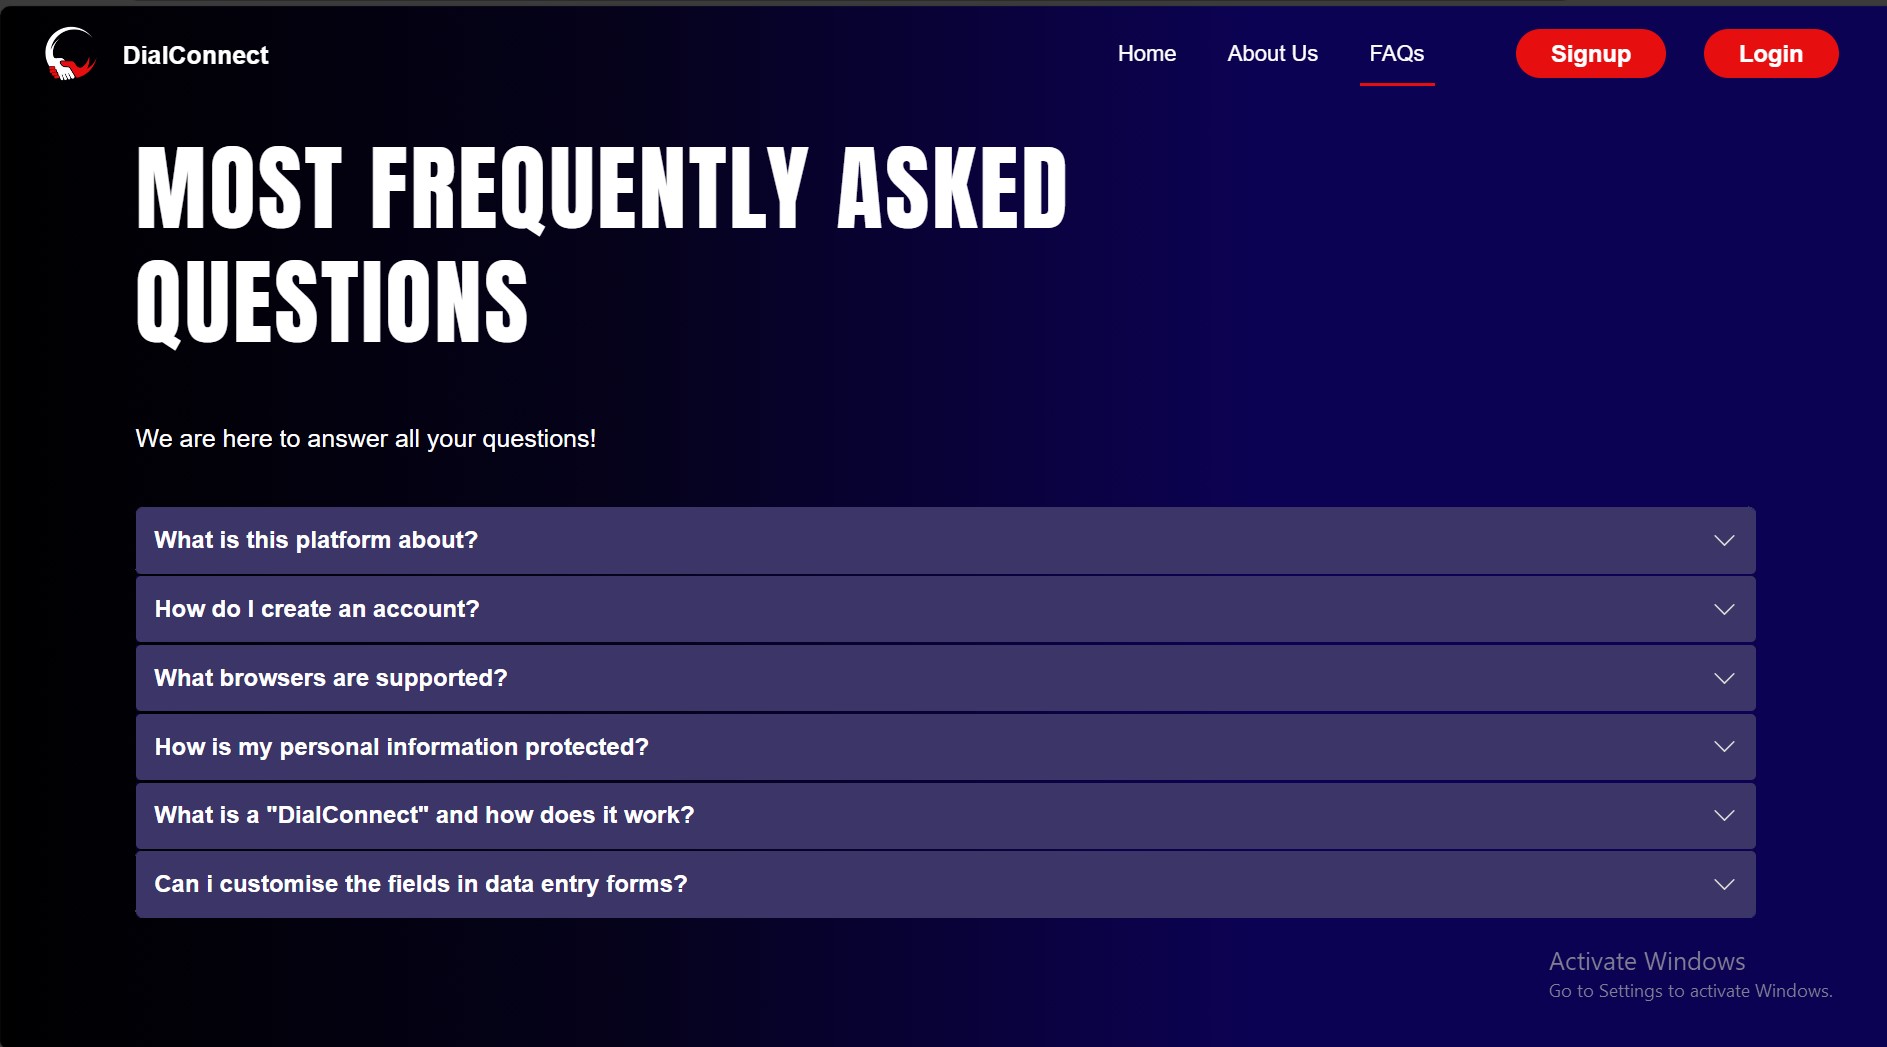 DialConnect
Home About Us FAQs Signup Login
MOST FREQUENTLY ASKED
QUESTIONS
We are here to answer all your questions!
What is this platform about?
How do I create an account?
What browsers are supported?
How is my personal information protected?
What is a "DialConnect" and how does it work?
Can i customise the fields in data entry forms?
Activate Windows
Go to Settings to activate Windows.